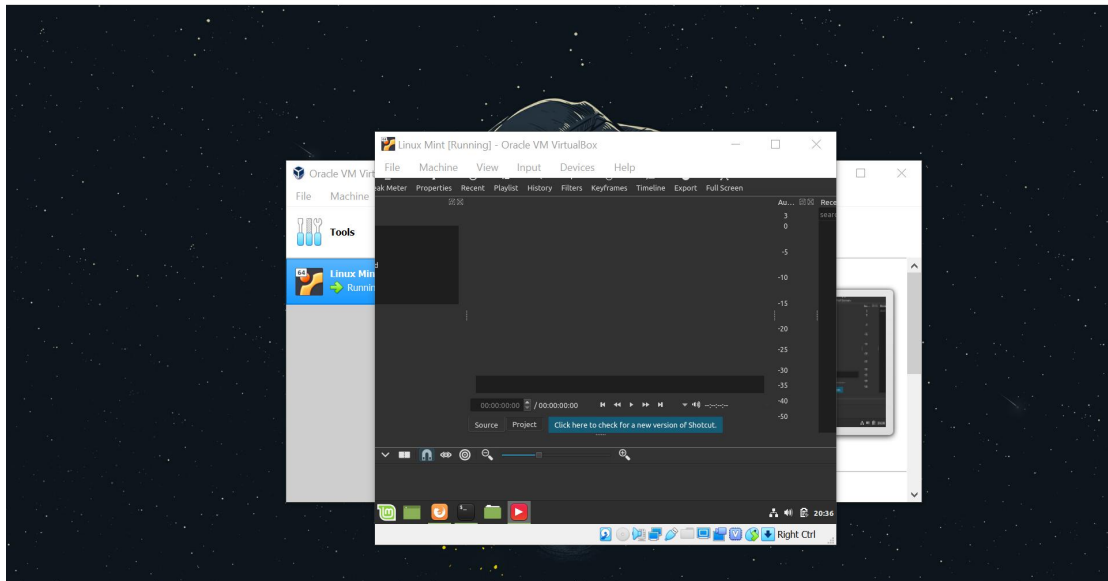 Linux Mint [Running] - Oracle VM VirtualBox
File Machine View Input Devices Help
Oracle VM Virt
File Machine
Tools
64
Linux Min
Runnin
eak Meter Properties Recent Playlist History Filters Keyframes Timeline Export Full Screen
Au... Rece
sear
3
0
-5
-10
-15
-20
-25
-30
-35
-40
-50
d
00:00:00:00 / 00:00:00:00 --:--:--:--
Source Project Click here to check for a new version of Shotcut.
20:36
Right Ctrl